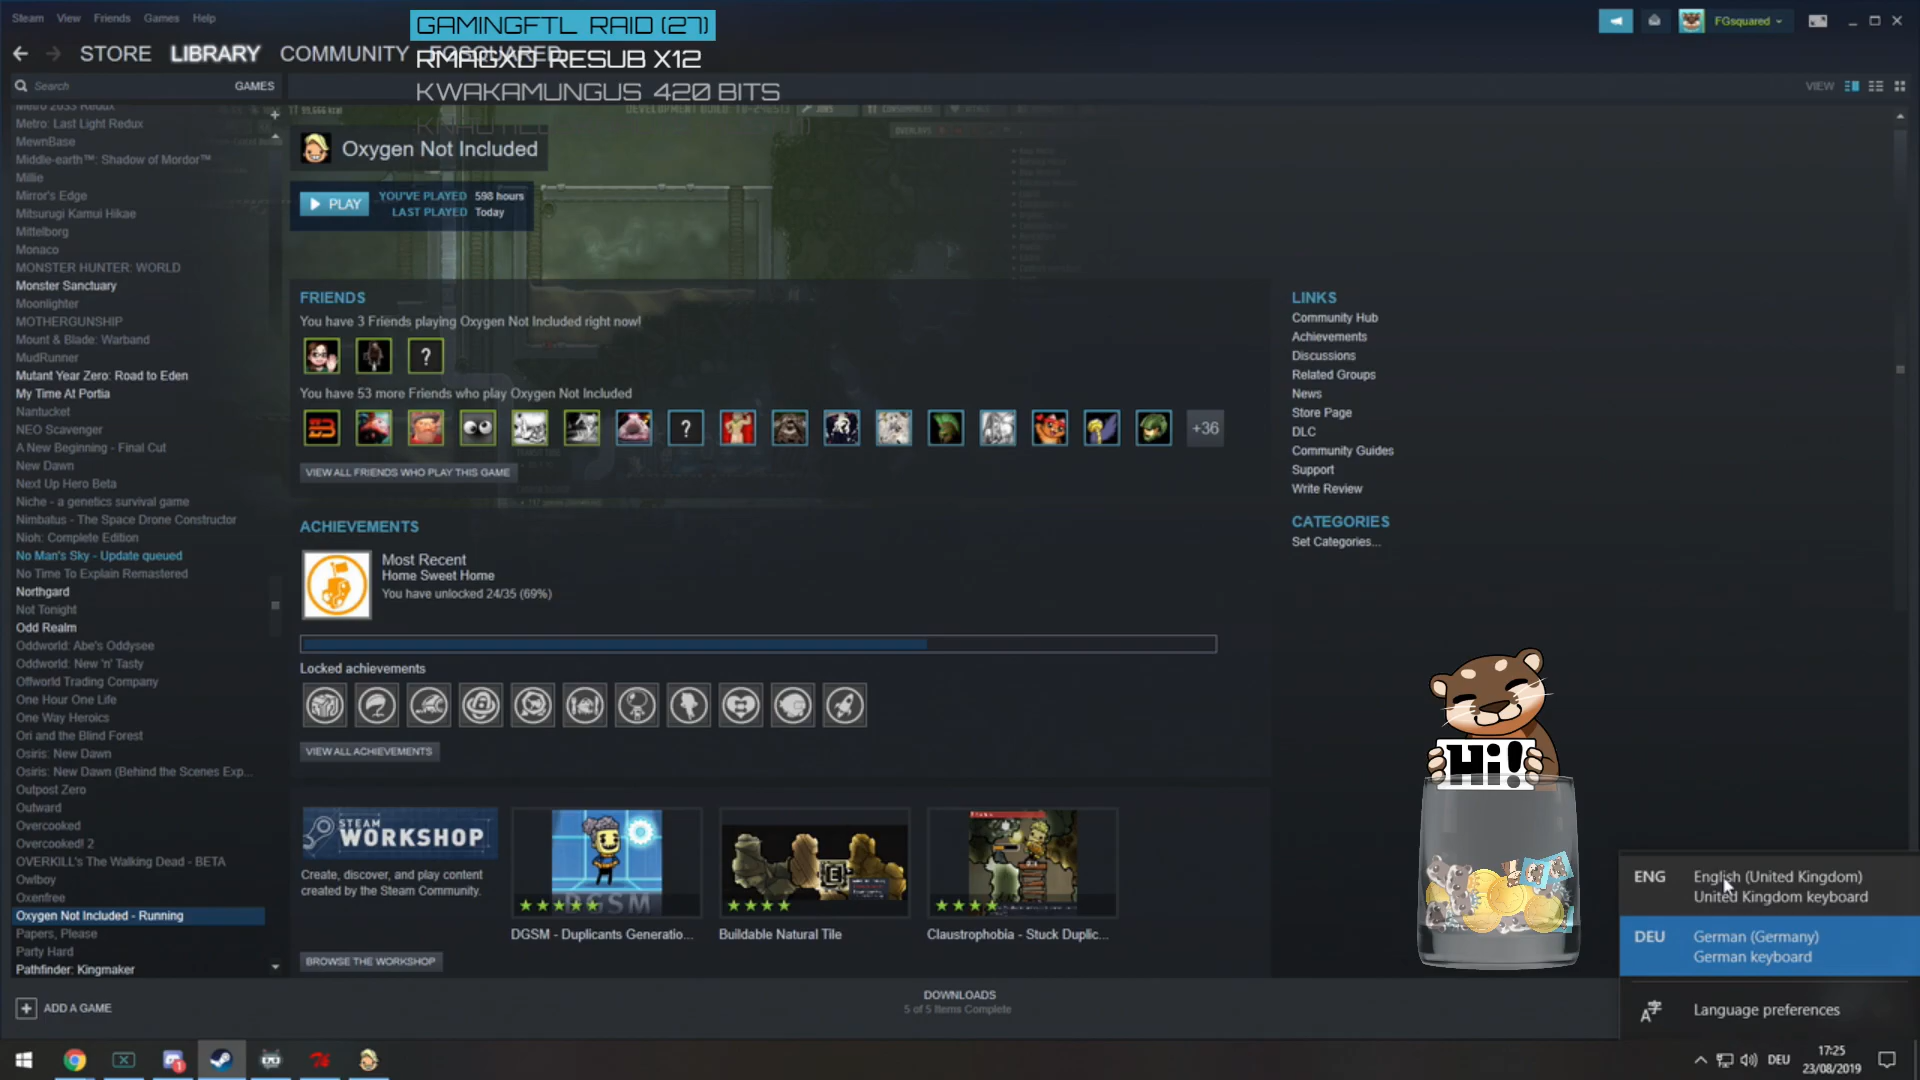 Steam View Friends Games Help
GAMINGFTL RAID (27)
FGsquared
STORE LIBRARY COMMUNITY FGSQUARED
RMAGXD RESUB X12
Search GAMES
KWAKAMUNGUS 420 BITS
VIEW
Metro 2033 Redux
Metro: Last Light Redux
MewnBase
Middle-earth™: Shadow of Mordor™
Millie
Mirror's Edge
Mitsurugi Kamui Hikae
Mittelborg
Monaco
MONSTER HUNTER: WORLD
Monster Sanctuary
Moonlighter
MOTHERGUNSHIP
Mount & Blade: Warband
MudRunner
Mutant Year Zero: Road to Eden
My Time At Portia
Nantucket
NEO Scavenger
A New Beginning - Final Cut
New Dawn
Next Up Hero Beta
Niche - a genetics survival game
Nimbatus - The Space Drone Constructor
Nioh: Complete Edition
No Man's Sky - Update queued
No Time To Explain Remastered
Northgard
Not Tonight
Odd Realm
Oddworld: Abe's Oddysee
Oddworld: New 'n' Tasty
Offworld Trading Company
One Hour One Life
One Way Heroics
Ori and the Blind Forest
Osiris: New Dawn
Osiris: New Dawn (Behind the Scenes Exp...
Outpost Zero
Outward
Overcooked
Overcooked! 2
OVERKILL's The Walking Dead - BETA
Owlboy
Oxenfree
Oxygen Not Included - Running
Papers, Please
Party Hard
Pathfinder: Kingmaker
ADD A GAME
Oxygen Not Included
PLAY
YOU'VE PLAYED 598 hours
LAST PLAYED Today
FRIENDS
You have 3 Friends playing Oxygen Not Included right now!
?
You have 53 more Friends who play Oxygen Not Included
? +36
VIEW ALL FRIENDS WHO PLAY THIS GAME
ACHIEVEMENTS
Most Recent
Home Sweet Home
You have unlocked 24/35 (69%)
Locked achievements
VIEW ALL ACHIEVEMENTS
STEAM
WORKSHOP
Create, discover, and play content
created by the Steam Community.
BROWSE THE WORKSHOP
DGSM
DGSM - Duplicants Generatio...
Buildable Natural Tile
Claustrophobia - Stuck Duplic...
LINKS
Community Hub
Achievements
Discussions
Related Groups
News
Store Page
DLC
Community Guides
Support
Write Review
CATEGORIES
Set Categories...
Hi!
DOWNLOADS
5 of 5 Items Complete
ENG English (United Kingdom)
United Kingdom keyboard
DEU German (Germany)
German keyboard
Language preferences
DEU
17:25
23/08/2019